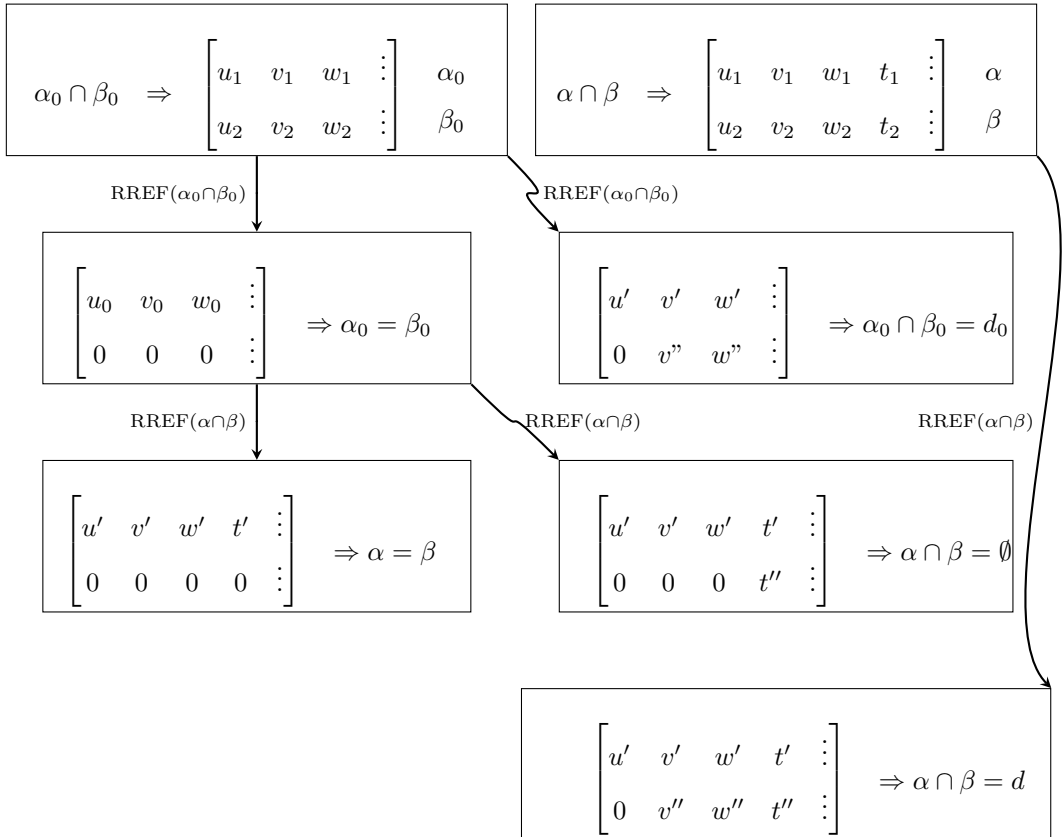 α₀ ∩ β₀ ⇒ [u₁ v₁ w₁ ⋮] α₀
[u₂ v₂ w₂ ⋮] β₀
α ∩ β ⇒ [u₁ v₁ w₁ t₁ ⋮] α
[u₂ v₂ w₂ t₂ ⋮] β
RREF(α₀∩β₀)
RREF(α₀∩β₀)
[u₀ v₀ w₀ ⋮]
[0 0 0 ⋮] ⇒ α₀ = β₀
[u' v' w' ⋮]
[0 v” w” ⋮] ⇒ α₀ ∩ β₀ = d₀
RREF(α∩β)
RREF(α∩β)
RREF(α∩β)
[u′ v′ w′ t′ ⋮]
[0 0 0 0 ⋮] ⇒ α = β
[u′ v′ w′ t′ ⋮]
[0 0 0 t″ ⋮] ⇒ α ∩ β = ∅
[u′ v′ w′ t′ ⋮]
[0 v″ w″ t″ ⋮] ⇒ α ∩ β = d